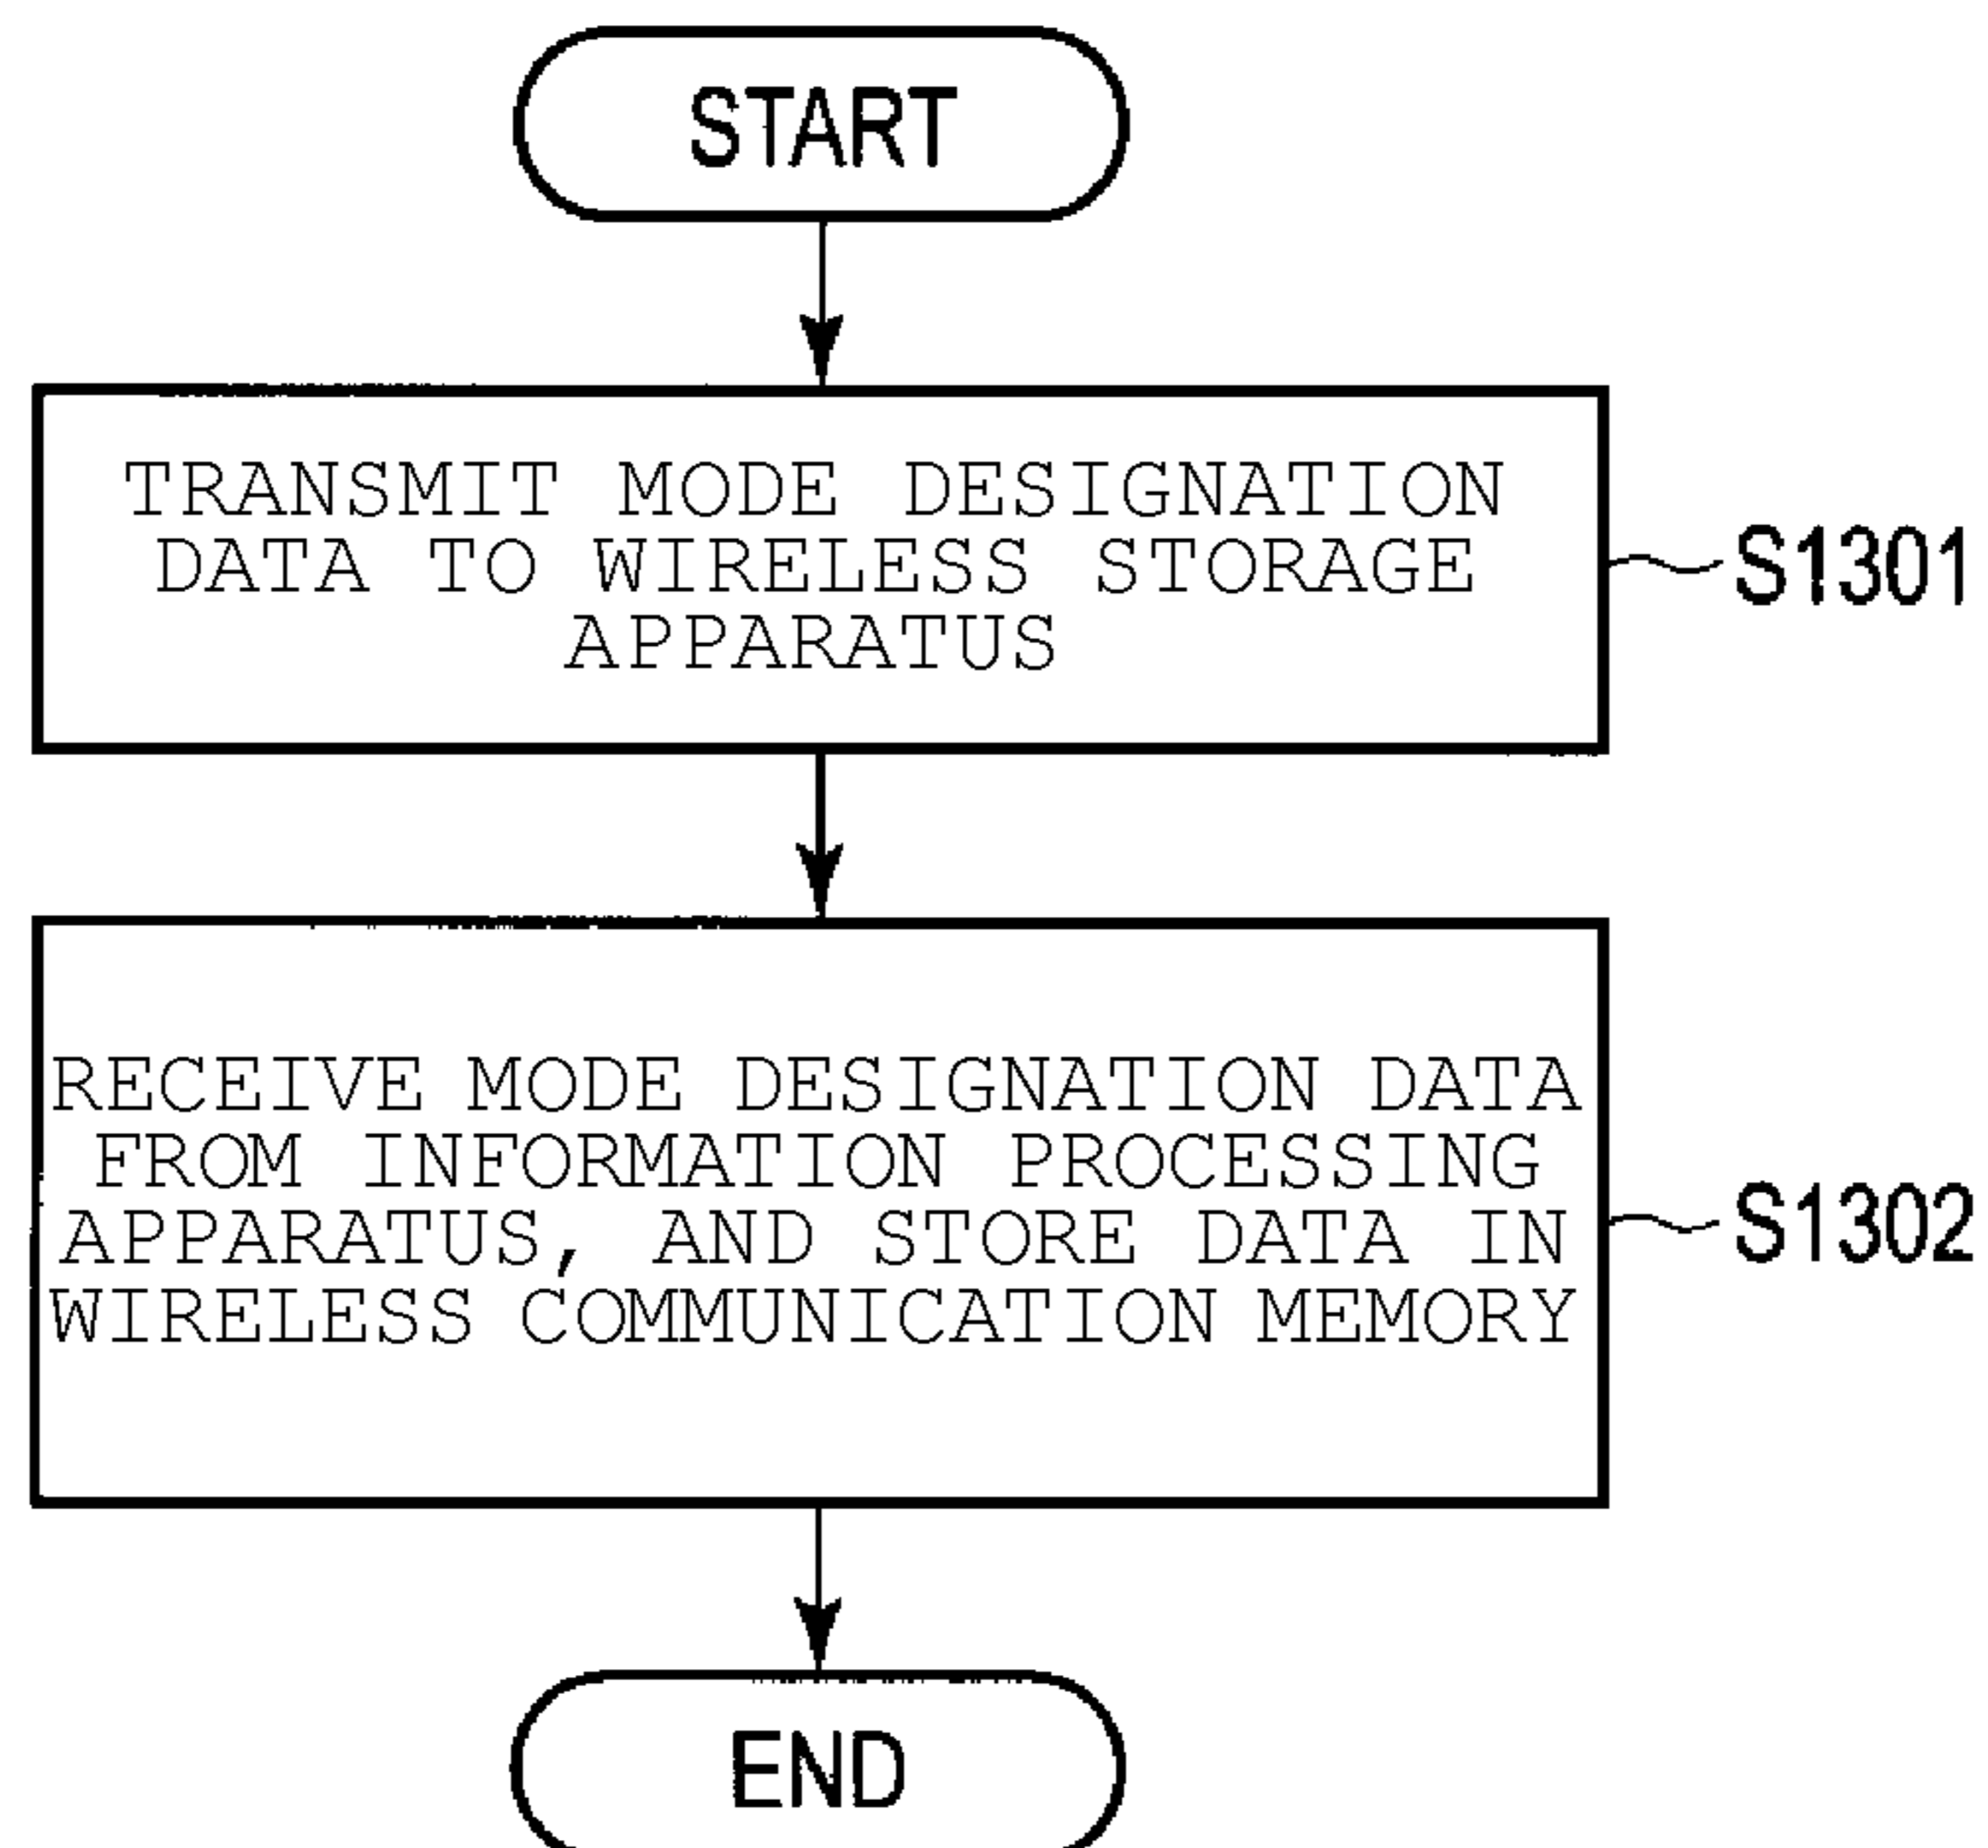 START
TRANSMIT MODE DESIGNATION
DATA TO WIRELESS STORAGE
APPARATUS
S1301
RECEIVE MODE DESIGNATION DATA
FROM INFORMATION PROCESSING
APPARATUS, AND STORE DATA IN
WIRELESS COMMUNICATION MEMORY
S1302
END